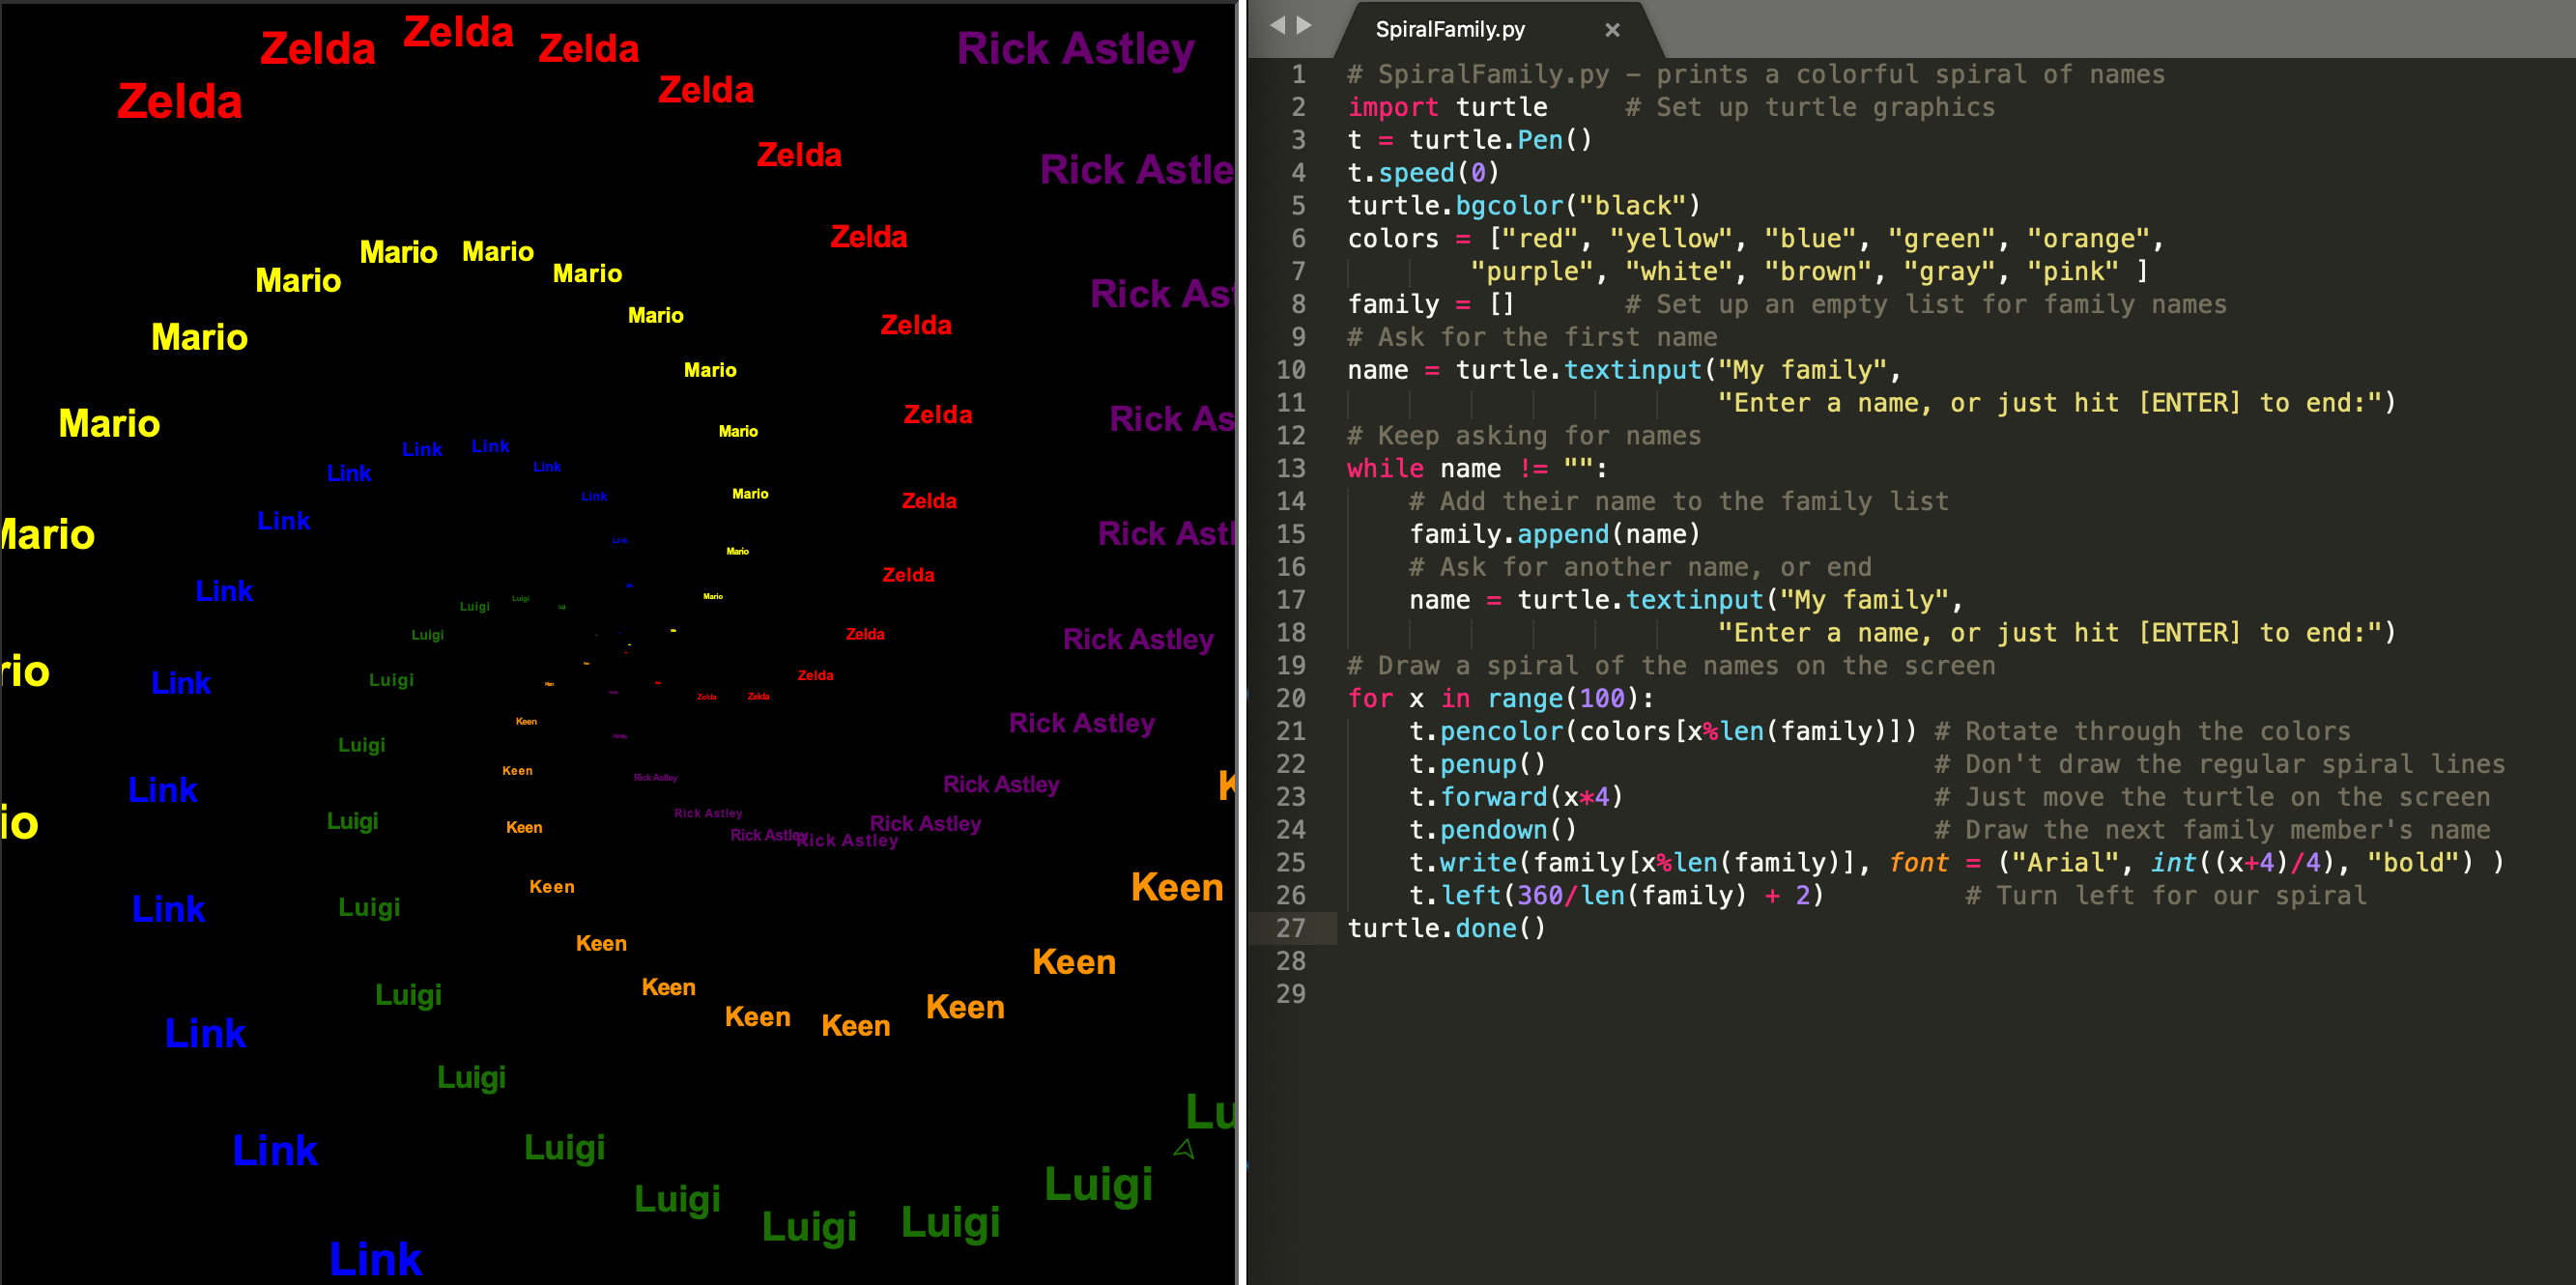 Zelda
Zelda
Zelda
Rick Astley
Zelda
Zelda
Zelda
Rick Astle
Zelda
Mario
Mario
Mario
Mario
Rick Ast
Mario
Mario
Zelda
Mario
Mario
Zelda
Rick As
Mario
Mario
Link
Link
Link
Link
Mario
Link
Zelda
Link
Mario
Link
Mario
Rick Astl
Zelda
Link
Mario
Luigi
Luigi
Luigi
Zelda
Rick Astley
rio
Link
Luigi
Zelda
Zelda
Zelda
Keen
Rick Astley
Luigi
Keen
Rick Astley
Rick Astley
K
Link
io
Luigi
Keen
Rick Astley
Rick Astley
Rick Astley
Rick Astley
Link
Luigi
Keen
Keen
Keen
Keen
Luigi
Keen
Keen
Keen
Keen
Link
Luigi
Lu
Link
Luigi
Luigi
Luigi
Luigi
Luigi
Link
SpiralFamily.py ×
1 # SpiralFamily.py – prints a colorful spiral of names
2 import turtle     # Set up turtle graphics
3 t = turtle.Pen()
4 t.speed(0)
5 turtle.bgcolor("black")
6 colors = ["red", "yellow", "blue", "green", "orange",
7         "purple", "white", "brown", "gray", "pink" ]
8 family = []       # Set up an empty list for family names
9 # Ask for the first name
10 name = turtle.textinput("My family",
11                         "Enter a name, or just hit [ENTER] to end:")
12 # Keep asking for names
13 while name != "":
14     # Add their name to the family list
15     family.append(name)
16     # Ask for another name, or end
17     name = turtle.textinput("My family",
18                         "Enter a name, or just hit [ENTER] to end:")
19 # Draw a spiral of the names on the screen
20 for x in range(100):
21     t.pencolor(colors[x%len(family)]) # Rotate through the colors
22     t.penup()                         # Don't draw the regular spiral lines
23     t.forward(x*4)                    # Just move the turtle on the screen
24     t.pendown()                       # Draw the next family member's name
25     t.write(family[x%len(family)], font = ("Arial", int((x+4)/4), "bold") )
26     t.left(360/len(family) + 2)         # Turn left for our spiral
27 turtle.done()
28
29